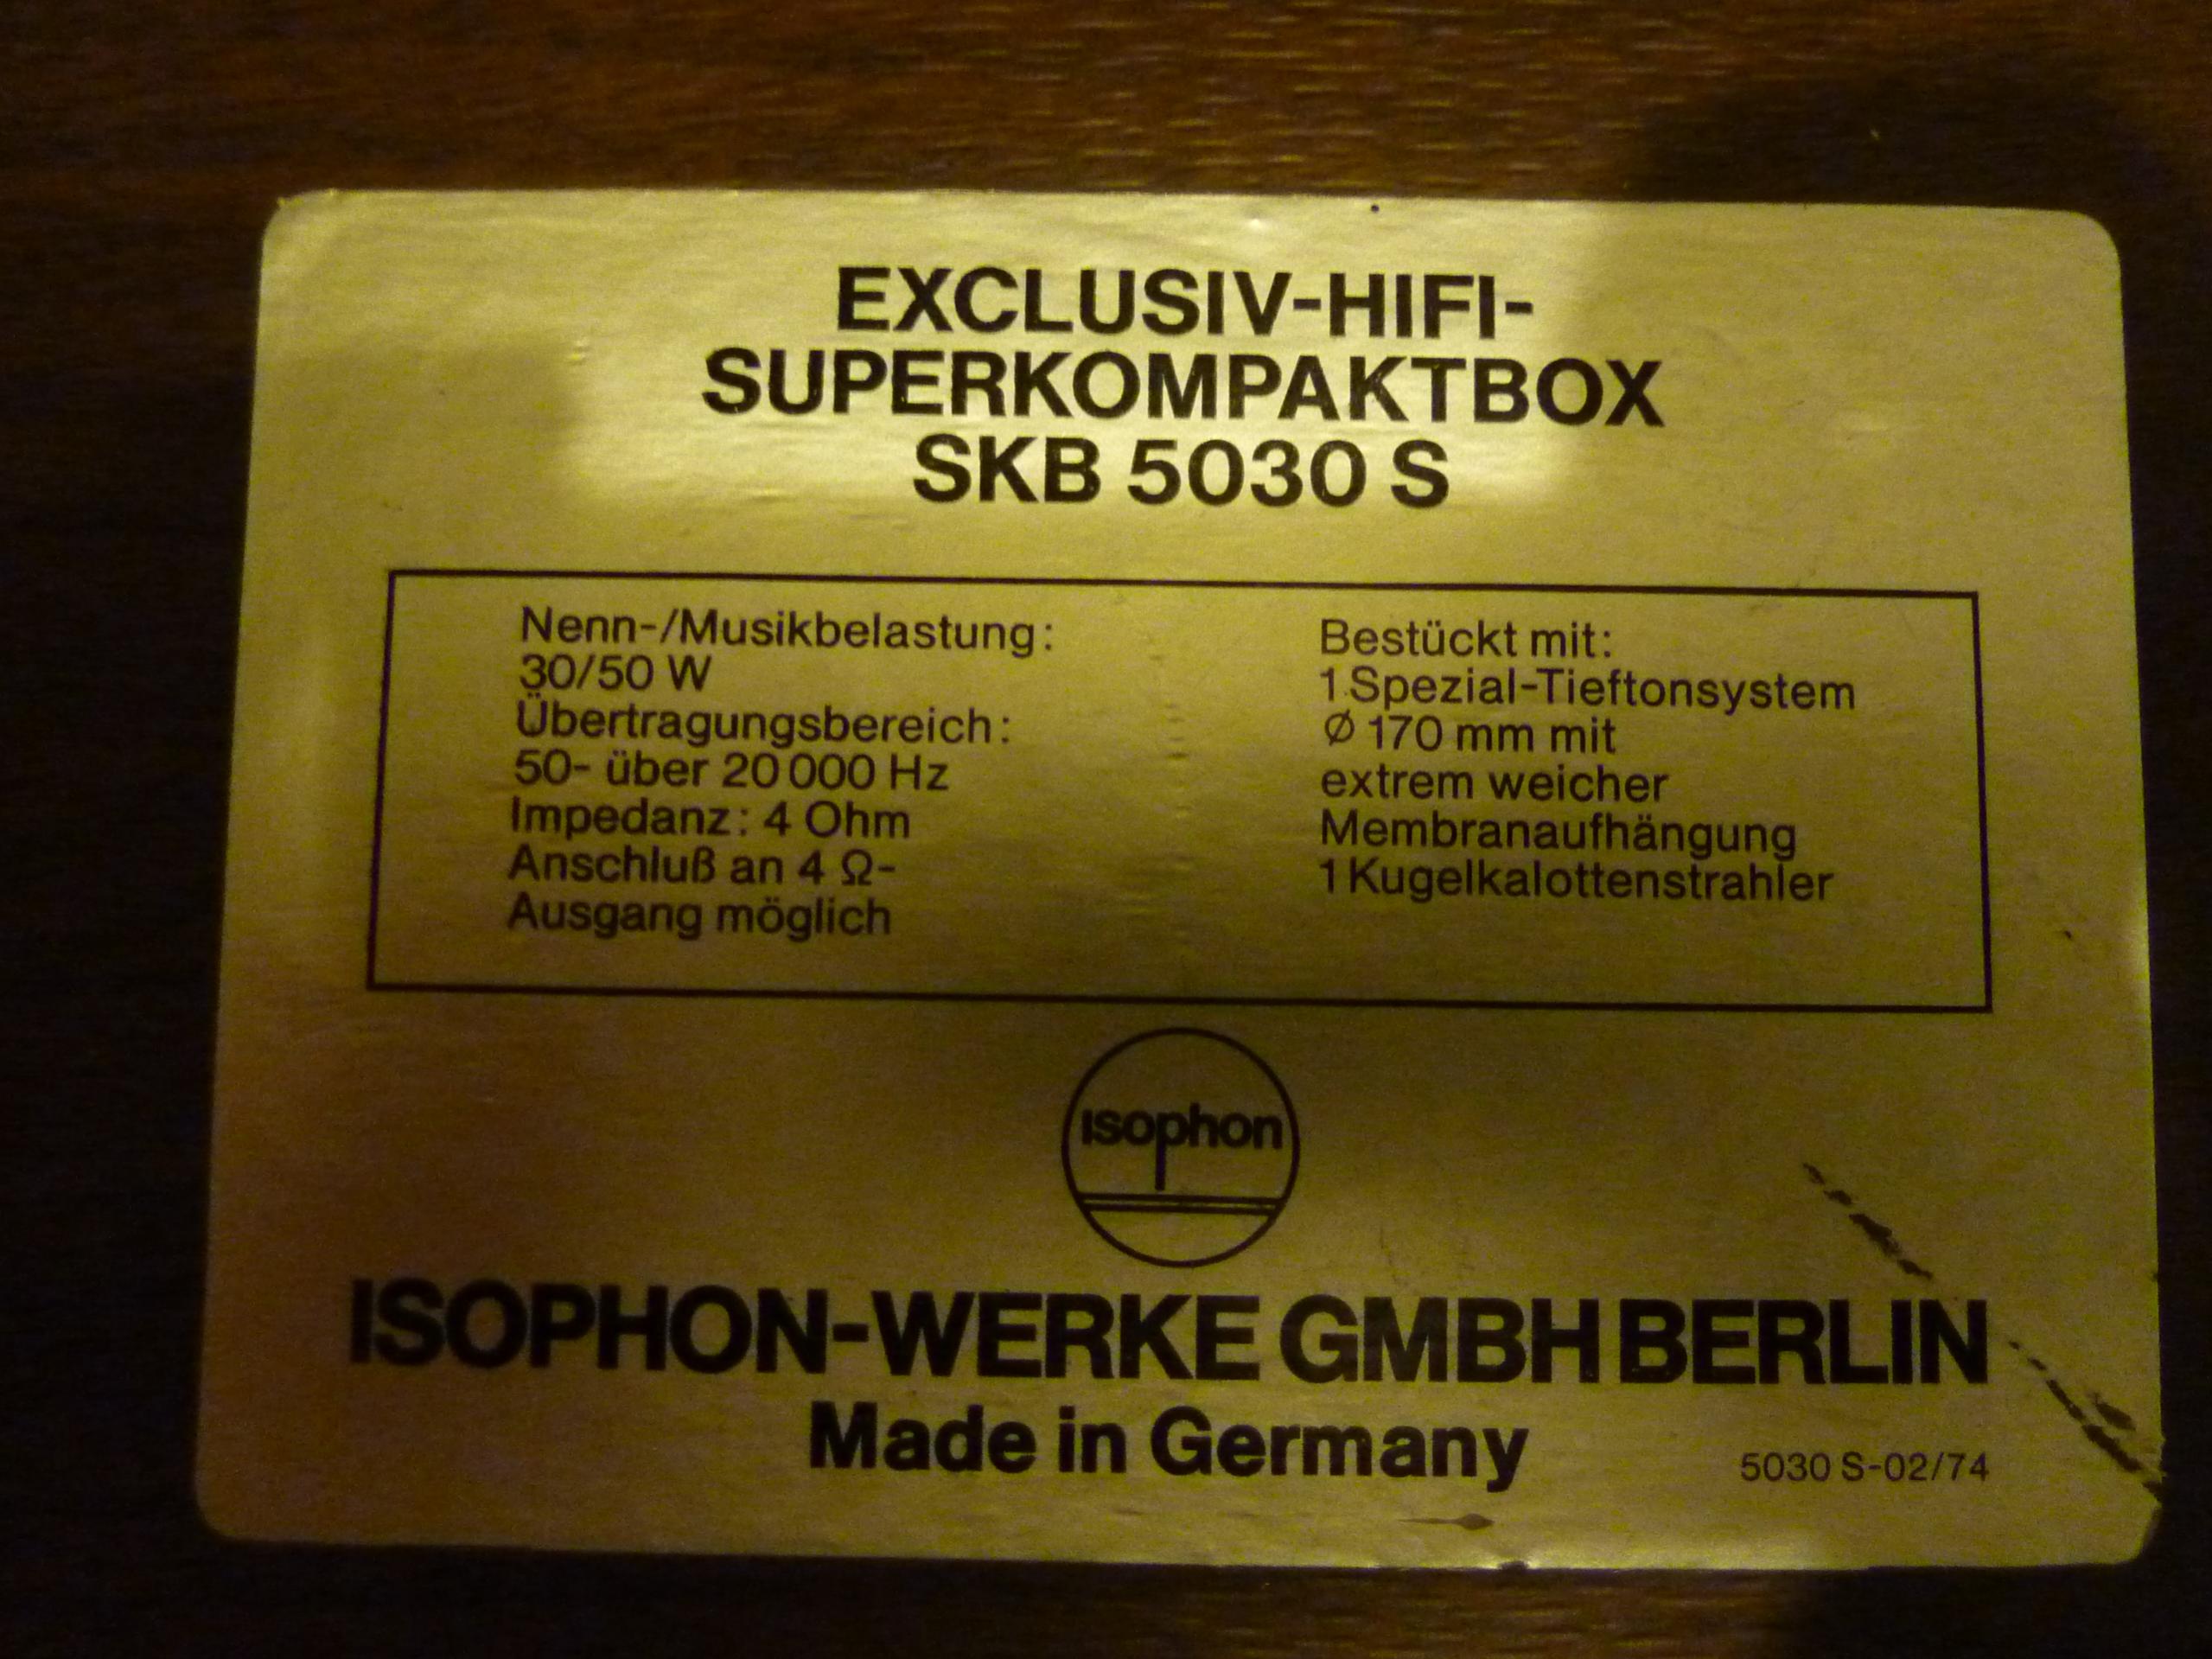 EXCLUSIV-HIFI-
SUPERKOMPAKTBOX
SKB 5030 S
Nenn-/Musikbelastung:
30/50 W
Übertragungsbereich:
50- über 20 000 Hz
Impedanz: 4 Ohm
Anschluß an 4 Ω-
Ausgang möglich
Bestückt mit:
1 Spezial-Tieftonsystem
Ø 170 mm mit
extrem weicher
Membranaufhängung
1 Kugelkalottenstrahler
isophon
ISOPHON-WERKE GMBH BERLIN
Made in Germany
5030 S-02/74